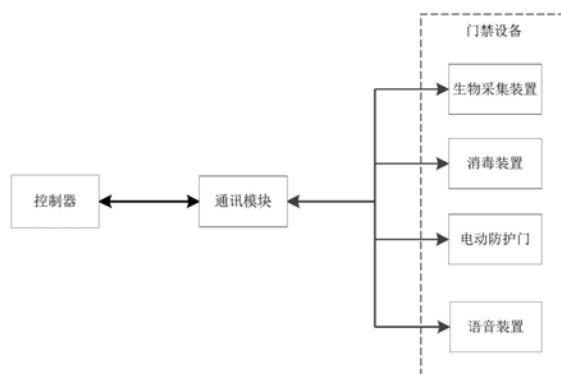 门禁设备
生物采集装置
消毒装置
控制器
通讯模块
电动防护门
语音装置